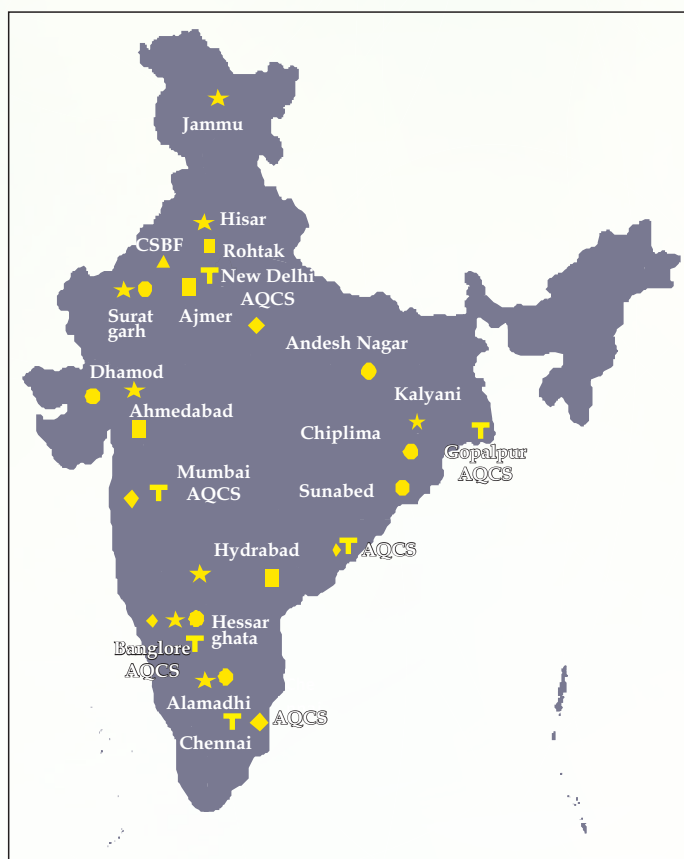 Jammu
Hisar
CSBF
Rohtak
New Delhi
AQCS
Surat
garh
Ajmer
Andesh Nagar
Dhamod
Kalyani
Ahmedabad
Chiplima
Gopalpur
AQCS
Mumbai
AQCS
Sunabed
Hydrabad
AQCS
Hessar
ghata
Banglore
AQCS
Alamadhi
AQCS
Chennai